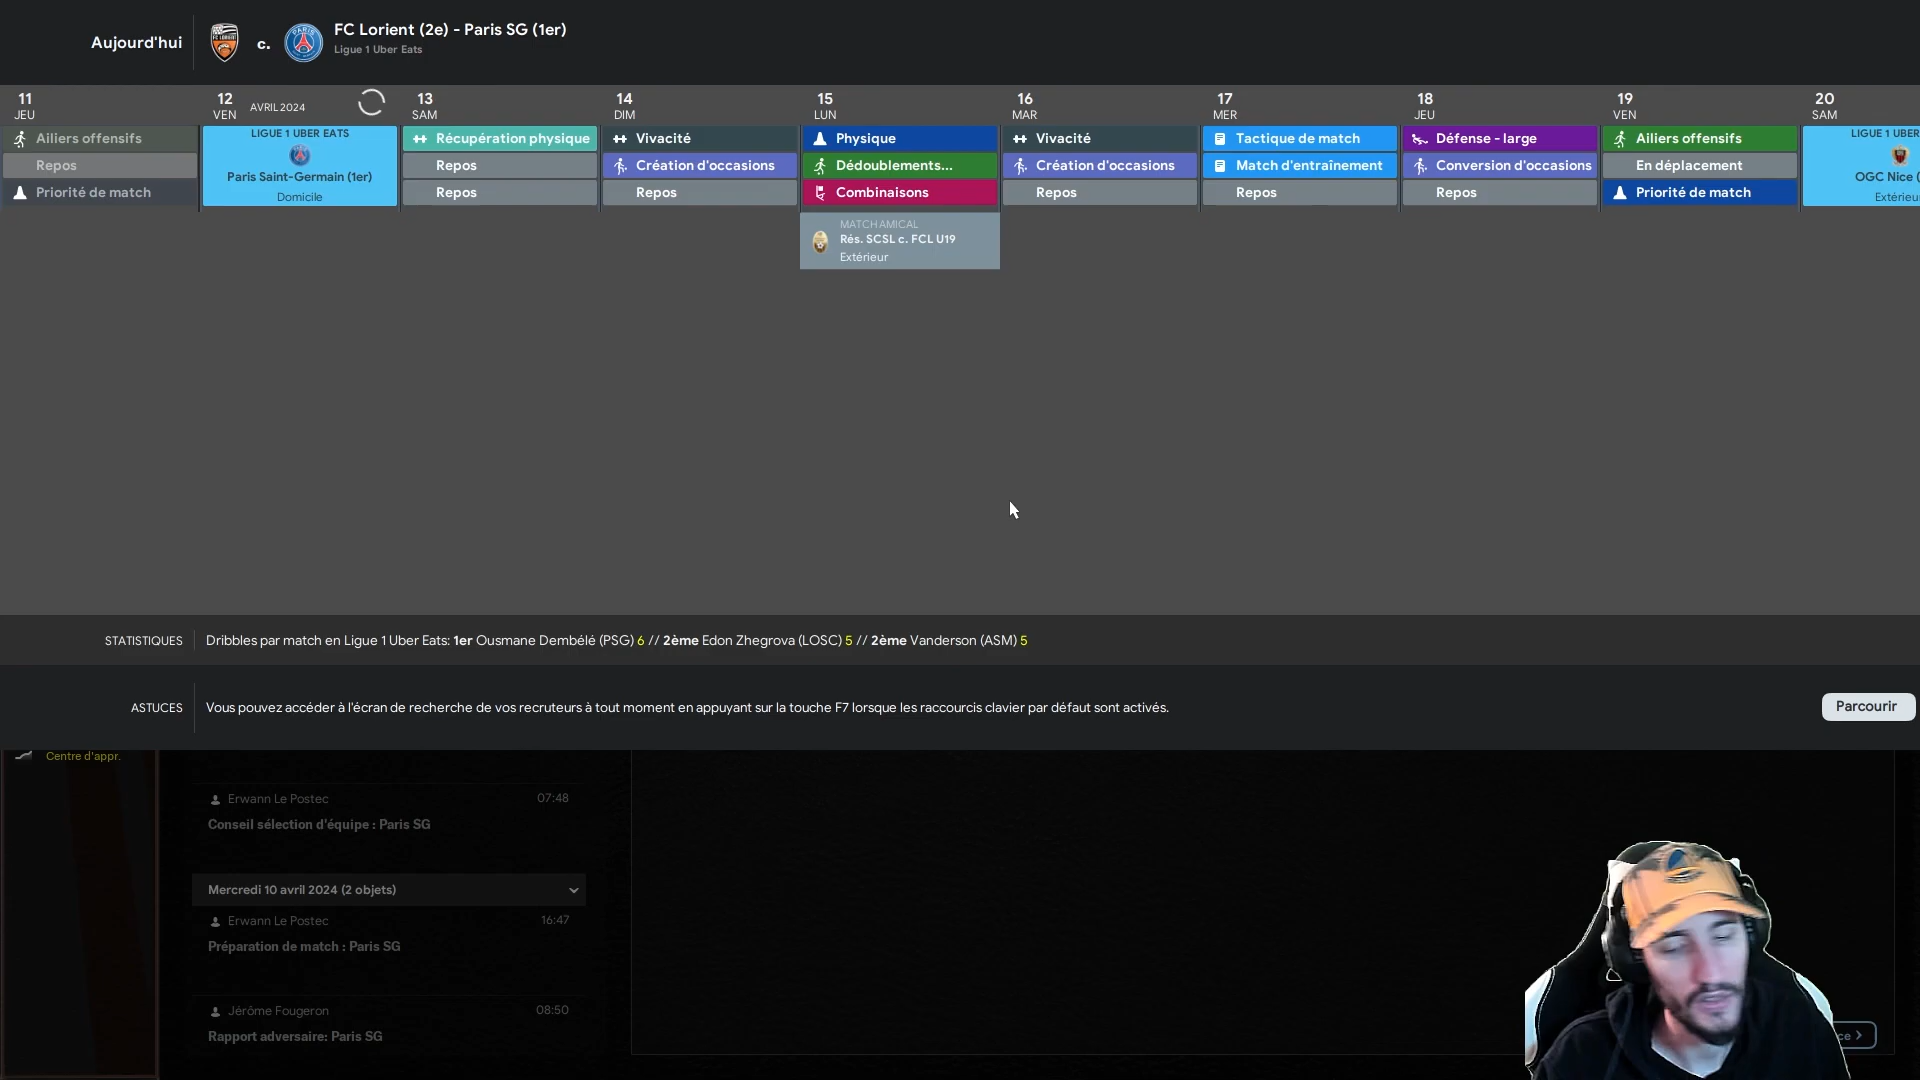 Aujourd'hui
c.
FC Lorient (2e) - Paris SG (1er)
Ligue 1 Uber Eats
11
JEU
12
VEN
AVRIL 2024
13
SAM
14
DIM
15
LUN
16
MAR
17
MER
18
JEU
19
VEN
20
SAM
Ailiers offensifs
Repos
Priorité de match
LIGUE 1 UBER EATS
Paris Saint-Germain (1er)
Domicile
Récupération physique
Repos
Repos
Vivacité
Création d'occasions
Repos
Physique
Dédoublements...
Combinaisons
MATCH AMICAL
Rés. SCSL c. FCL U19
Extérieur
Vivacité
Création d'occasions
Repos
Tactique de match
Match d'entraînement
Repos
Défense - large
Conversion d'occasions
Repos
Ailiers offensifs
En déplacement
Priorité de match
LIGUE 1 UBER
OGC Nice (
Extérieu
STATISTIQUES
Dribbles par match en Ligue 1 Uber Eats: 1er Ousmane Dembélé (PSG) 6 // 2ème Edon Zhegrova (LOSC) 5 // 2ème Vanderson (ASM) 5
ASTUCES
Vous pouvez accéder à l'écran de recherche de vos recruteurs à tout moment en appuyant sur la touche F7 lorsque les raccourcis clavier par défaut sont activés.
Parcourir
Centre d'appr.
Erwann Le Postec
07:48
Conseil sélection d'équipe : Paris SG
Mercredi 10 avril 2024 (2 objets)
Erwann Le Postec
16:47
Préparation de match : Paris SG
Jérôme Fougeron
08:50
Rapport adversaire: Paris SG
ce >